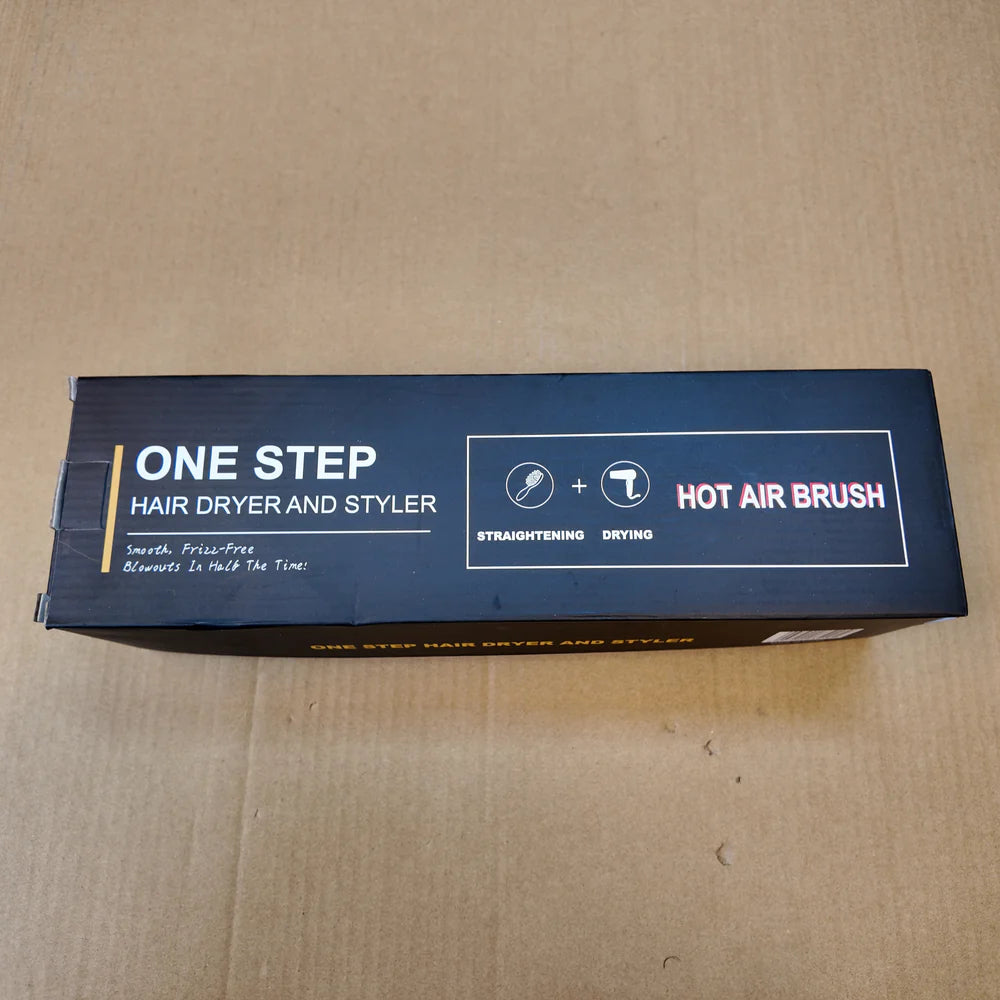 ONE STEP
HAIR DRYER AND STYLER
Smooth, Frizz-Free
Blowouts In Half The Time!
+
STRAIGHTENING DRYING
HOT AIR BRUSH
ONE STEP HAIR DRYER AND STYLER